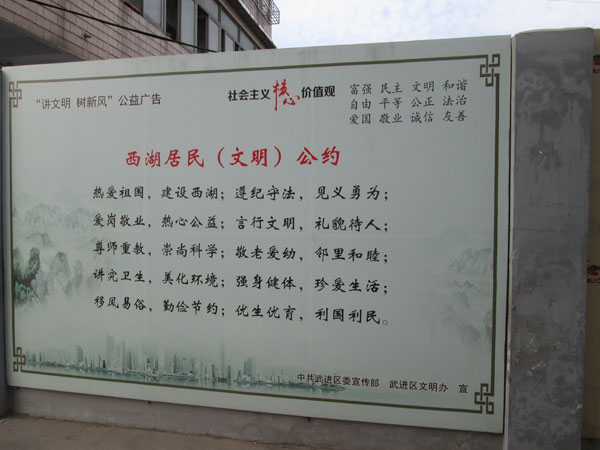 “讲文明 树新风”公益广告
社会主义核心价值观
富强 民主 文明 和谐
自由 平等 公正 法治
爱国 敬业 诚信 友善
西湖居民（文明）公约
热爱祖国，建设西湖；遵纪守法，见义勇为；
爱岗敬业，热心公益；言行文明，礼貌待人；
尊师重教，崇尚科学；敬老爱幼，邻里和睦；
讲究卫生，美化环境；强身健体，珍爱生活；
移风易俗，勤俭节约；优生优育，利国利民。
中共武进区委宣传部 武进区文明办 宣